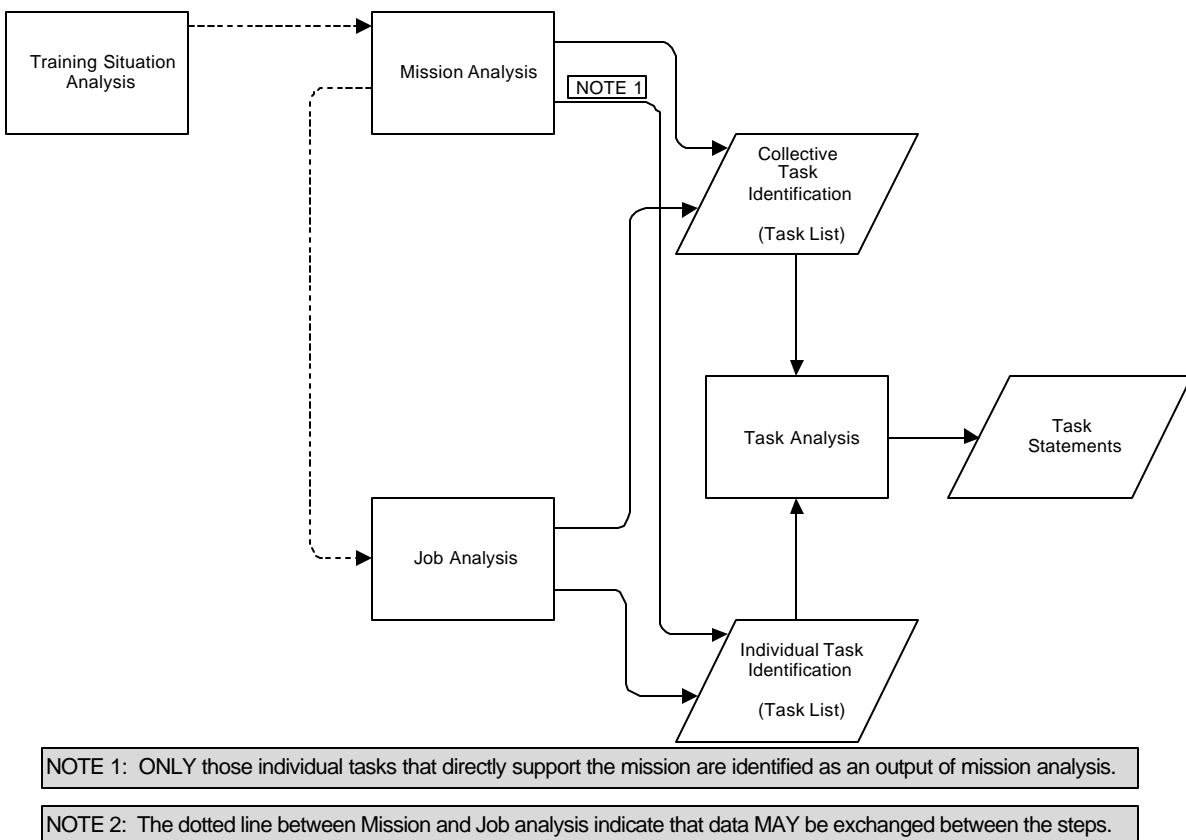 Training Situation
Analysis
Mission Analysis
NOTE 1
Collective
Task
Identification
(Task List)
Task Analysis
Task
Statements
Job Analysis
Individual Task
Identification
(Task List)
NOTE 1: ONLY those individual tasks that directly support the mission are identified as an output of mission analysis.
NOTE 2: The dotted line between Mission and Job analysis indicate that data MAY be exchanged between the steps.